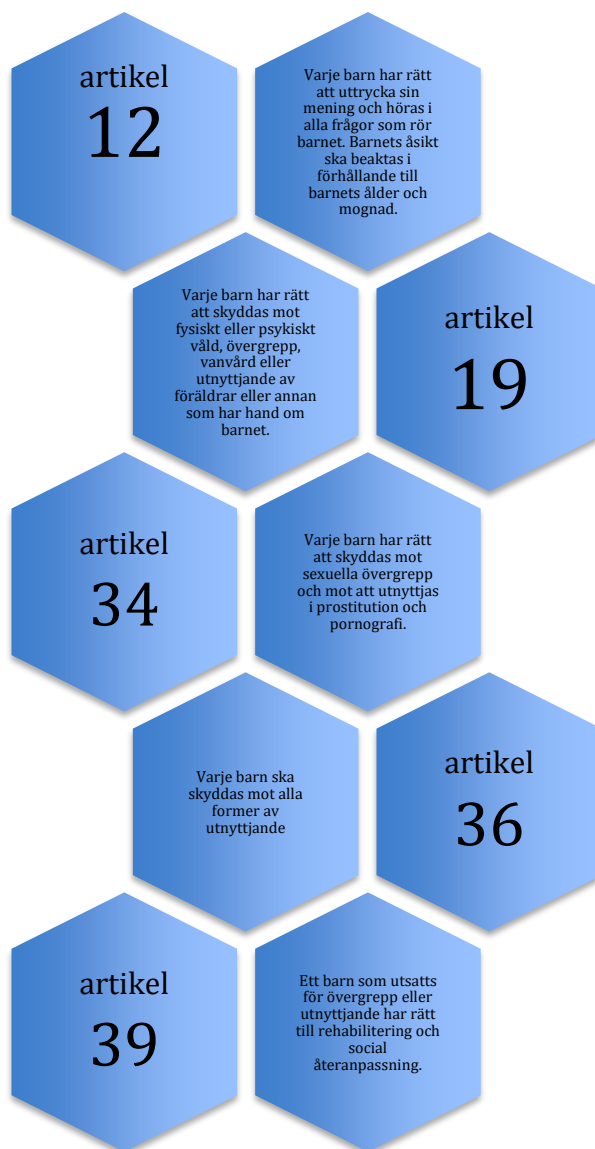 artikel
12
Varje barn har rätt
att uttrycka sin
mening och höras i
alla frågor som rör
barnet. Barnets åsikt
ska beaktas i
förhållande till
barnets ålder och
mognad.
Varje barn har rätt
att skyddas mot
fysiskt eller psykiskt
våld, övergrepp,
vanvård eller
utnyttjande av
föräldrar eller annan
som har hand om
barnet.
artikel
19
artikel
34
Varje barn har rätt
att skyddas mot
sexuella övergrepp
och mot att utnyttjas
i prostitution och
pornografi.
Varje barn ska
skyddas mot alla
former av
utnyttjande
artikel
36
artikel
39
Ett barn som utsatts
för övergrepp eller
utnyttjande har rätt
till rehabilitering och
social
återanpassning.